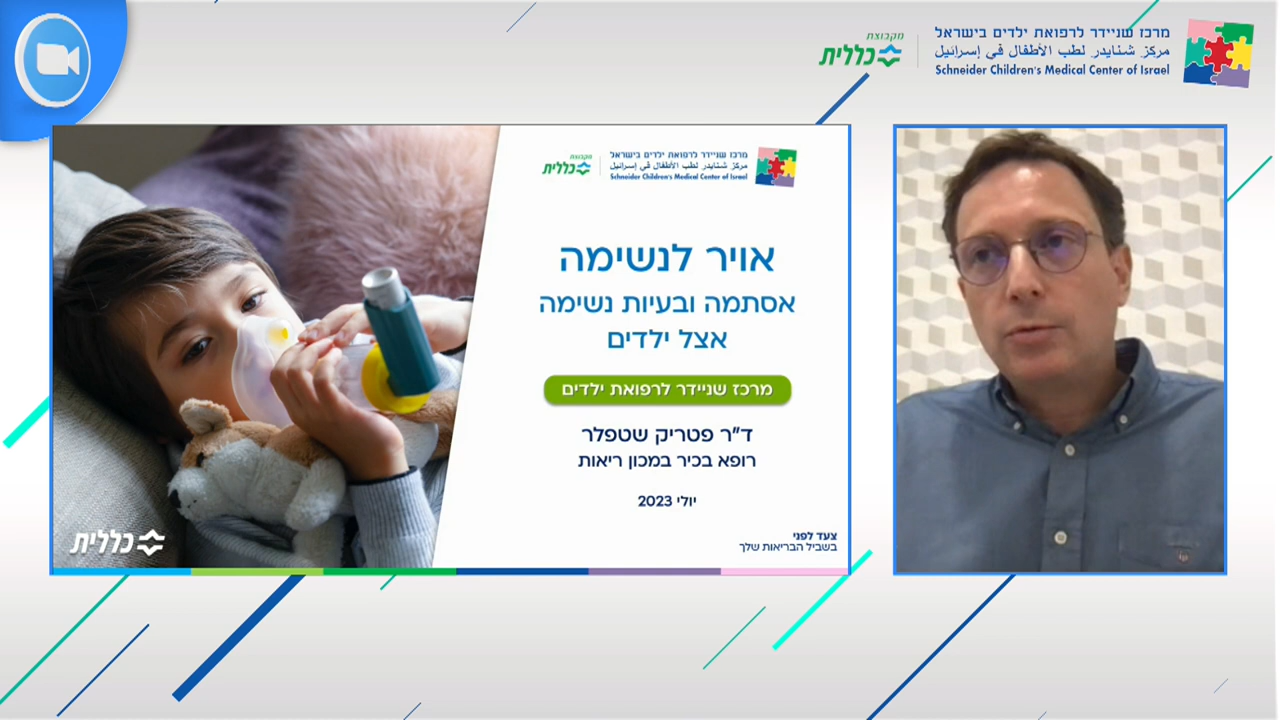 מקבוצת
כללית
מרכז שניידר לרפואת ילדים בישראל
مركز شنايدر لطب الأطفال في إسرائيل
Schneider Children's Medical Center of Israel
מקבוצת
כללית
מרכז שניידר לרפואת ילדים בישראל
مركز شنايدر لطب الأطفال في إسرائيل
Schneider Children's Medical Center of Israel
אויר לנשימה
אסתמה ובעיות נשימה
אצל ילדים
מרכז שניידר לרפואת ילדים
ד"ר פטריק שטפלר
רופא בכיר במכון ריאות
יולי 2023
צעד לפני
בשביל הבריאות שלך
כללית